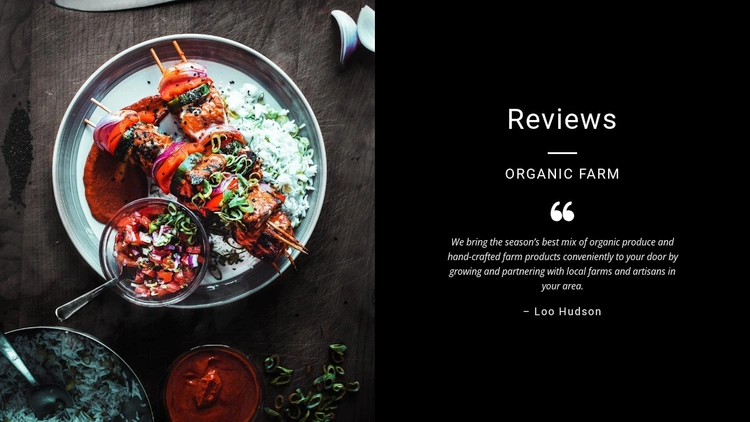 Reviews
ORGANIC FARM
“
We bring the season's best mix of organic produce and
hand-crafted farm products conveniently to your door by
growing and partnering with local farms and artisans in
your area.
– Loo Hudson